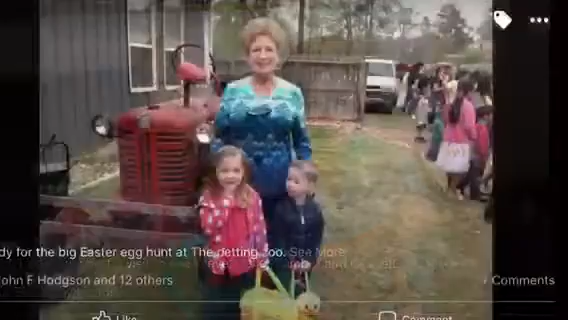 dy for the big Easter egg hunt at The petting zoo. See More
ohn F Hodgson and 12 others
Comments
Like
Comment